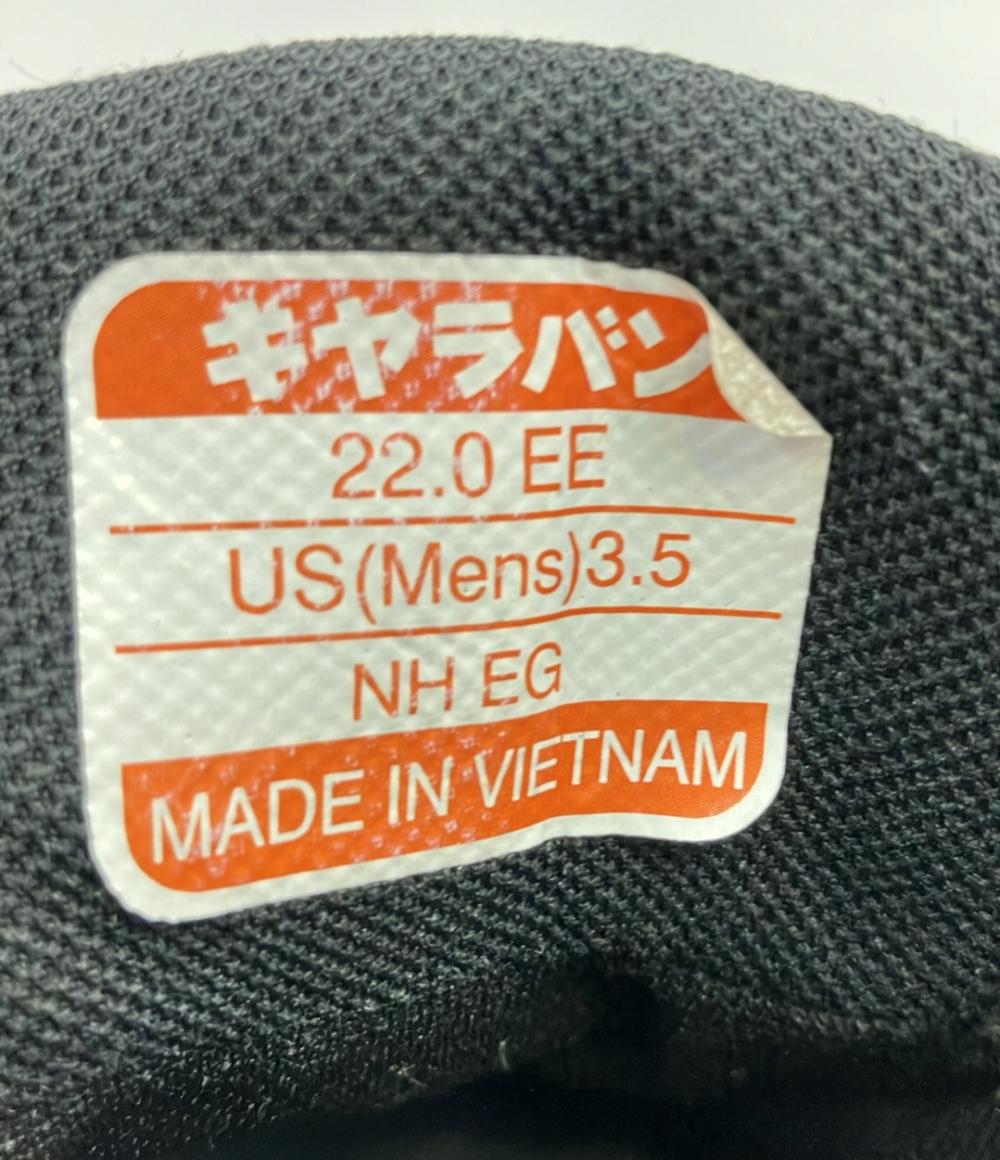 キャラバン
22.0 EE
US(Mens)3.5
NH EG
MADE IN VIETNAM